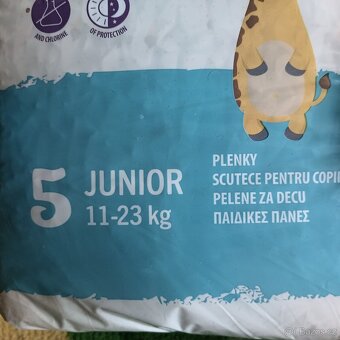 AND CHLORINE
OF PROTECTION
5 JUNIOR
11-23 kg
PLENKY
SCUTECE PENTRU COPII
PELENE ZA DECU
ΠΑΙΔΙΚΕΣ ΠΑΝΕΣ